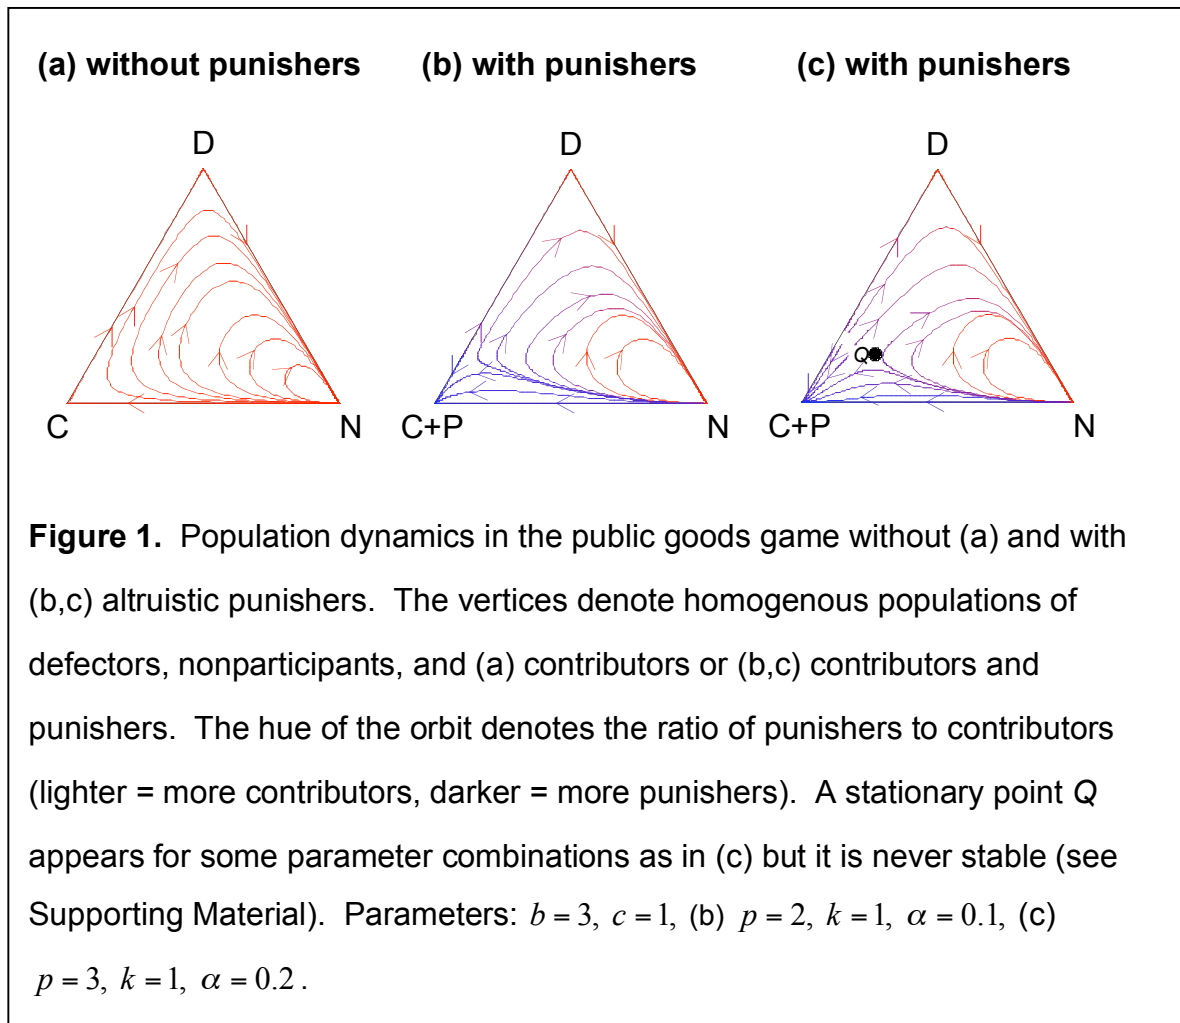 (a) without punishers (b) with punishers (c) with punishers
D D D
Q
C N C+P N C+P N
Figure 1. Population dynamics in the public goods game without (a) and with
(b,c) altruistic punishers. The vertices denote homogenous populations of
defectors, nonparticipants, and (a) contributors or (b,c) contributors and
punishers. The hue of the orbit denotes the ratio of punishers to contributors
(lighter = more contributors, darker = more punishers). A stationary point Q
appears for some parameter combinations as in (c) but it is never stable (see
Supporting Material). Parameters: b = 3, c = 1, (b) p = 2, k = 1, α = 0.1, (c)
p = 3, k = 1, α = 0.2 .